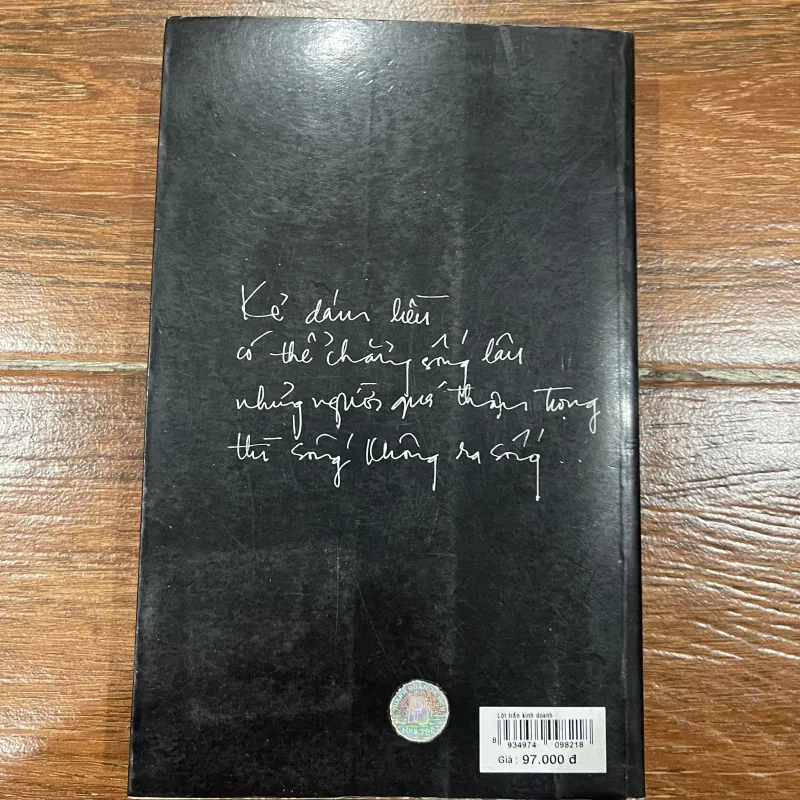 Kẻ dám liều
có thể chẳng sống lâu
nhưng người quá thận trọng
thì sống không ra sống...
Lột trần kinh doanh
8 934974 098218
Giá : 97.000 đ